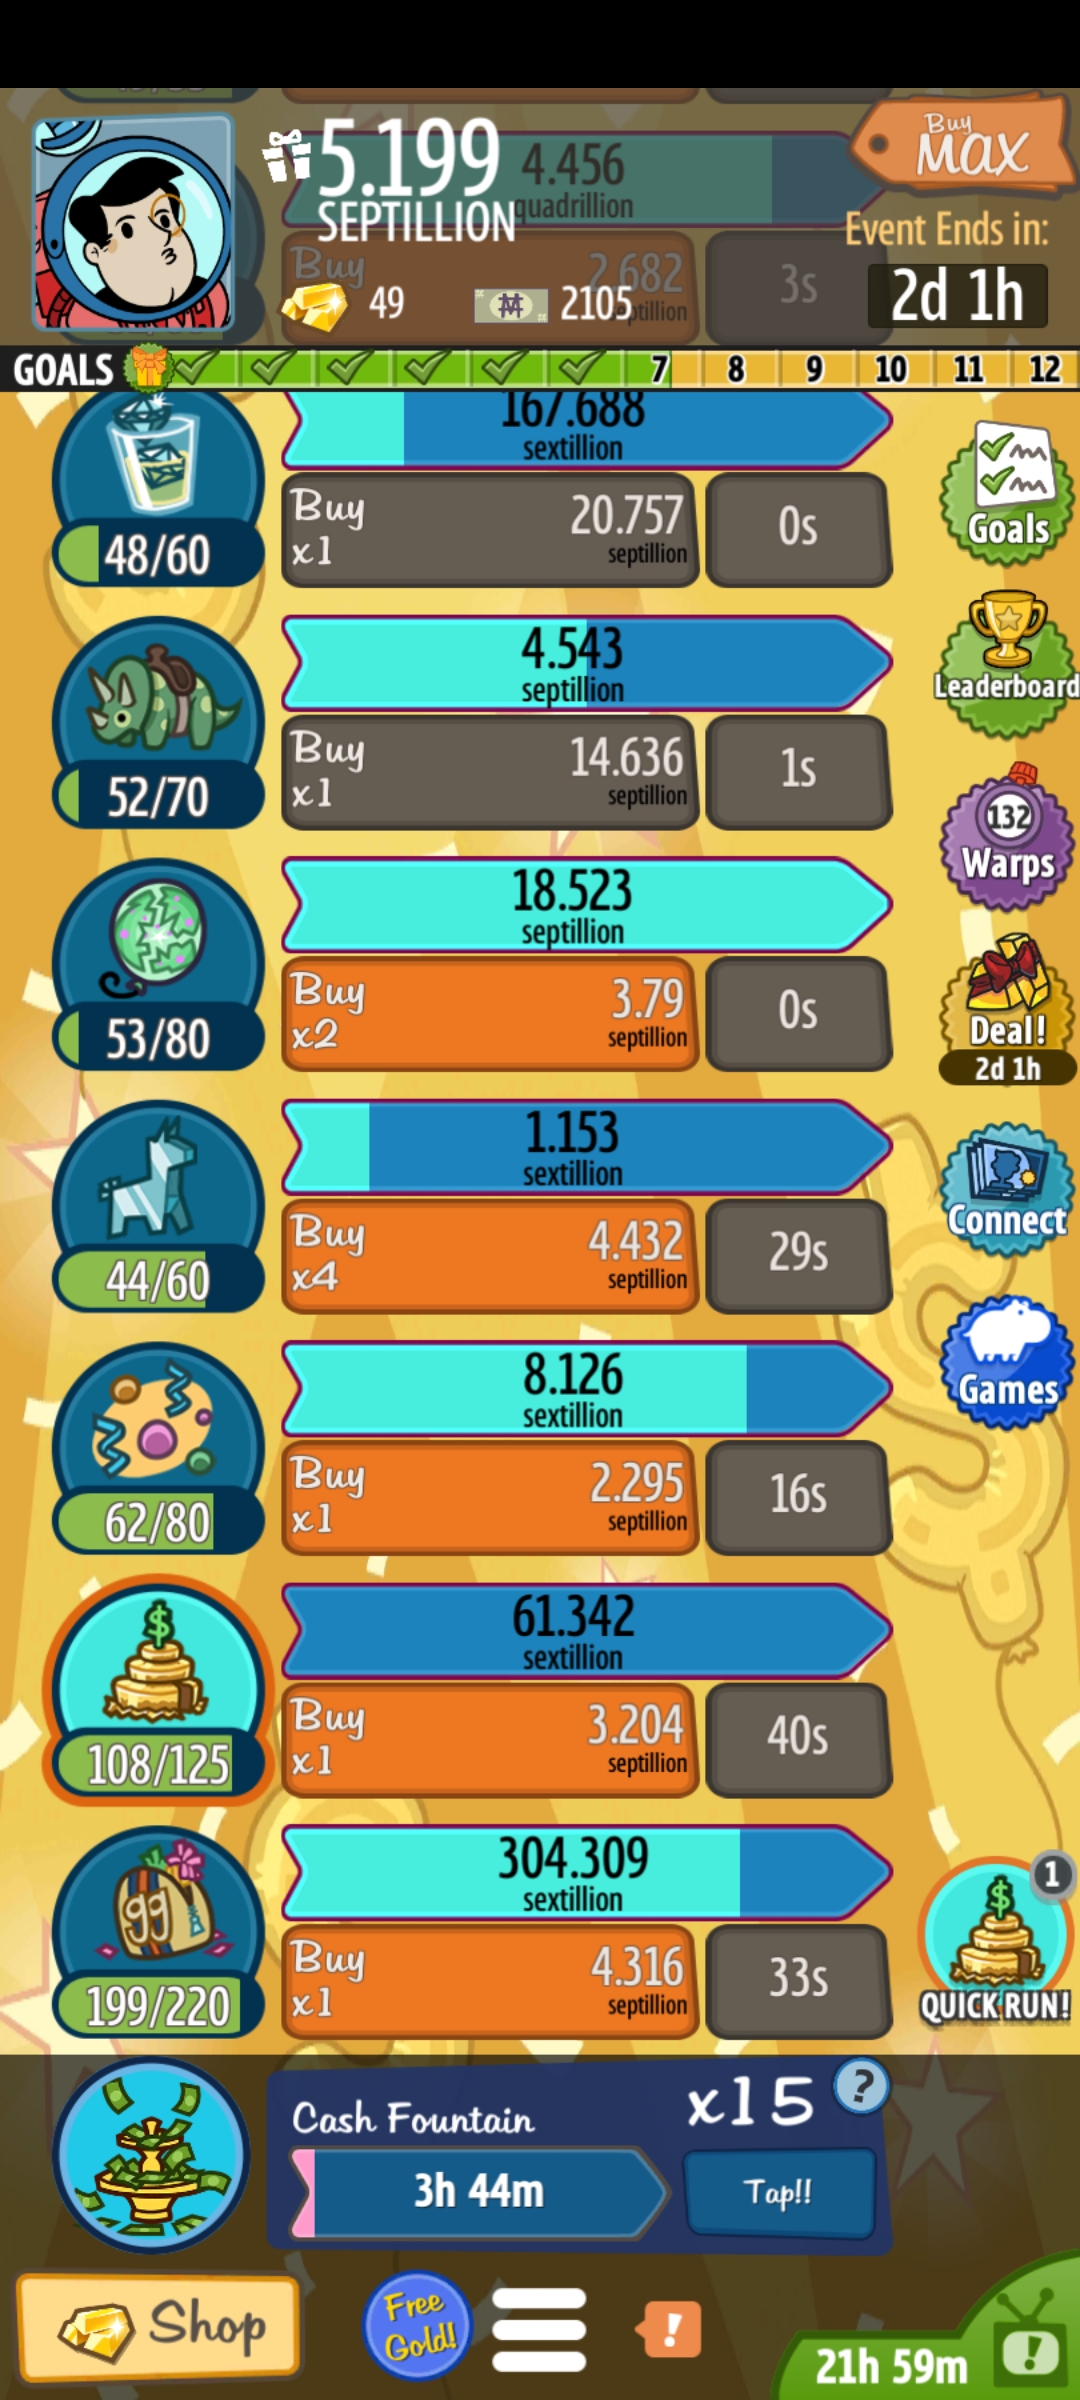 5.199
SEPTILLION
4.456
quadrillion
Buy
MAX
Event Ends in:
2d 1h
Buy
2.682
septillion
3s
49
2105
GOALS
7
8
9
10
11
12
167.688
sextillion
48/60
Buy
x1
20.757
septillion
0s
Goals
4.543
septillion
52/70
Buy
x1
14.636
septillion
1s
Leaderboard
18.523
septillion
53/80
Buy
x2
3.79
septillion
0s
132
Warps
Deal!
2d 1h
1.153
sextillion
44/60
Buy
x4
4.432
septillion
29s
Connect
8.126
sextillion
62/80
Buy
x1
2.295
septillion
16s
Games
$
61.342
sextillion
108/125
Buy
x1
3.204
septillion
40s
304.309
sextillion
gg
199/220
Buy
x1
4.316
septillion
33s
1
$
QUICK RUN!
Cash Fountain
x15
?
3h 44m
Tap!!
Shop
Free
Gold!
!
21h 59m
!